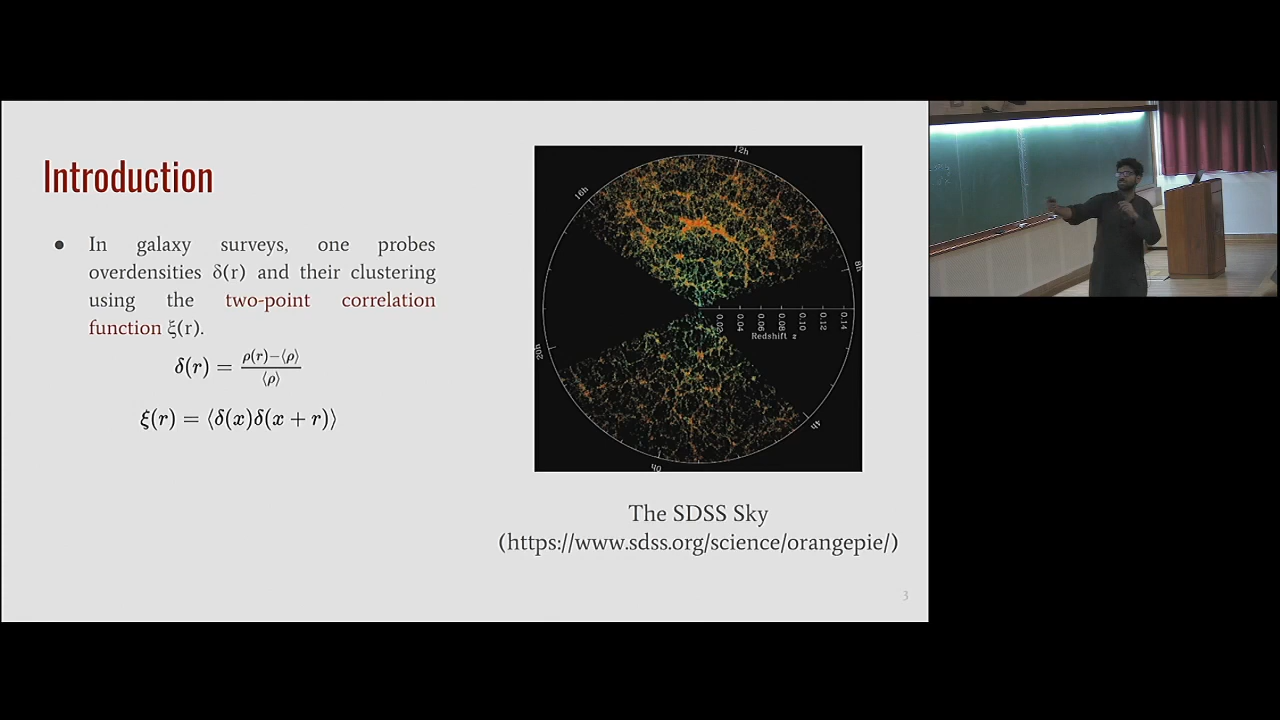 Introduction
● In galaxy surveys, one probes
overdensities δ(r) and their clustering
using the two-point correlation
function ξ(r).
δ(r) = ρ(r)−⟨ρ⟩ / ⟨ρ⟩
ξ(r) = ⟨δ(x)δ(x + r)⟩
12h
16h
8h
20h
4h
0h
0.02 0.04 0.06 0.08 0.10 0.12 0.14
Redshift z
The SDSS Sky
(https://www.sdss.org/science/orangepie/)
3